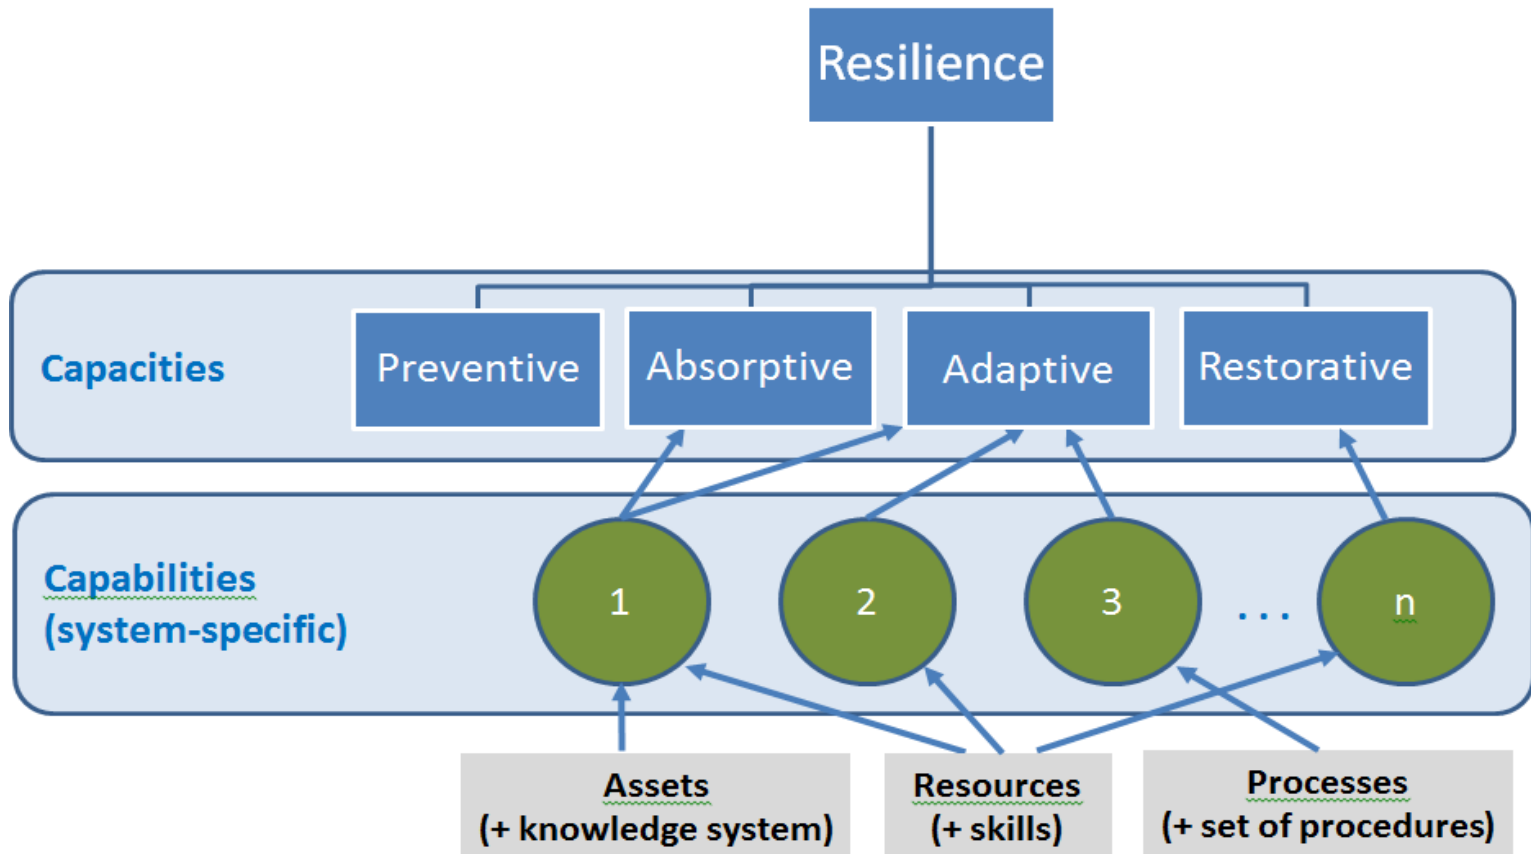 Resilience
Capacities
Preventive
Absorptive
Adaptive
Restorative
Capabilities
(system-specific)
1
2
3
...
n
Assets
(+ knowledge system)
Resources
(+ skills)
Processes
(+ set of procedures)